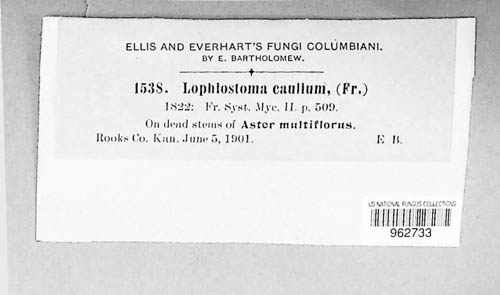 ELLIS AND EVERHART'S FUNGI COLUMBIANI.
BY E. BARTHOLOMEW.
1538. Lophiostoma caulium, (Fr.)
1822: Fr. Syst. Myc. II. p. 509.
On dead stems of Aster multiflorus.
Rooks Co. Kan. June 5, 1901. E. B.
US NATIONAL FUNGUS COLLECTIONS
962733